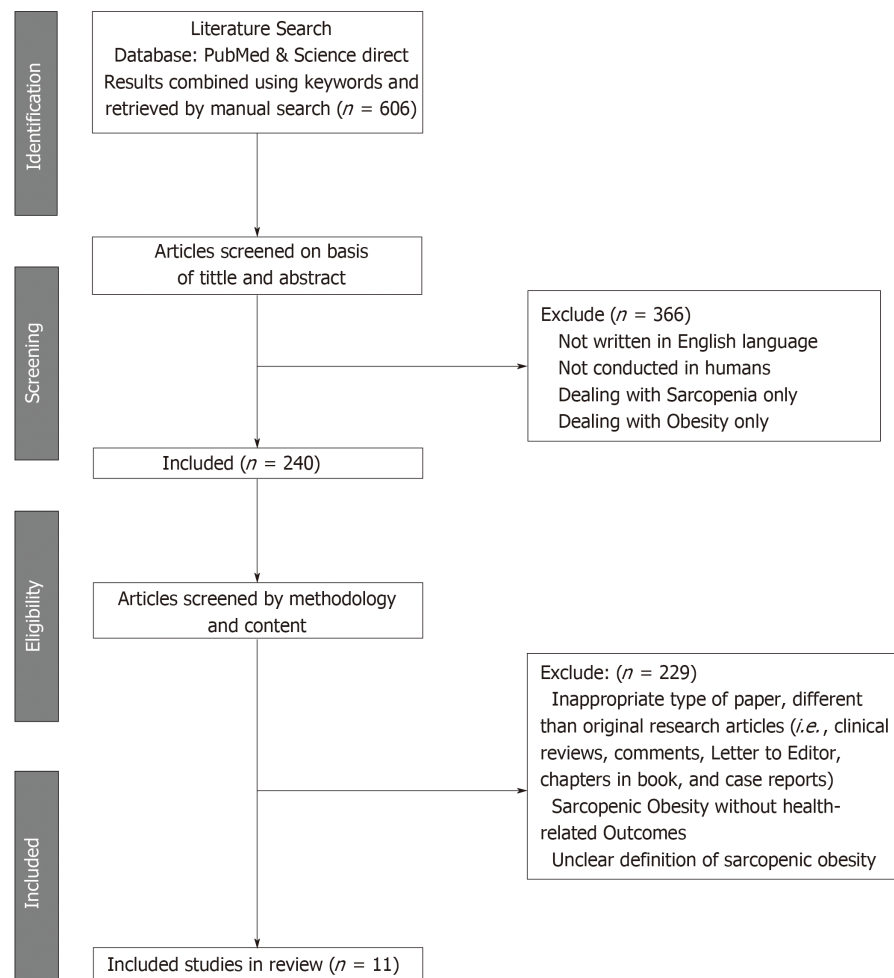 Identification
Literature Search
Database: PubMed & Science direct
Results combined using keywords and
retrieved by manual search (n = 606)
Articles screened on basis
of tittle and abstract
Screening
Exclude (n = 366)
Not written in English language
Not conducted in humans
Dealing with Sarcopenia only
Dealing with Obesity only
Included (n = 240)
Eligibility
Articles screened by methodology
and content
Exclude: (n = 229)
Inappropriate type of paper, different
than original research articles (i.e., clinical
reviews, comments, Letter to Editor,
chapters in book, and case reports)
Sarcopenic Obesity without health-
related Outcomes
Unclear definition of sarcopenic obesity
Included
Included studies in review (n = 11)